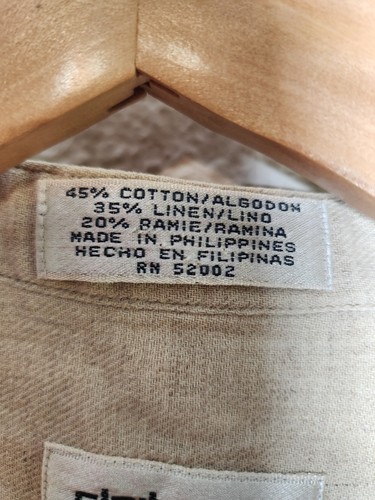 45% COTTON/ALGODON
35% LINEN/LINO
20% RAMIE/RAMINA
MADE IN PHILIPPINES
HECHO EN FILIPINAS
RN 52002